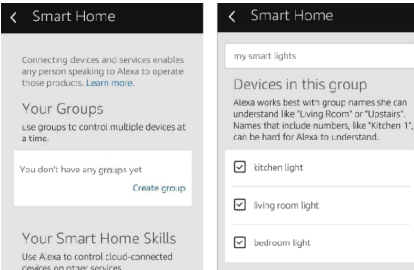 Smart Home
Connecting devices and services enables
any person speaking to Alexa to operate
those products. Learn more.
Your Groups
use groups to control multiple devices at
a time.
You don't have any groups yet
Create group
Your Smart Home Skills
Use Alexa to control cloud-connected
devices on other services
Smart Home
my smart lights
Devices in this group
Alexa works best with group names she can
understand like "Living Room" or "Upstairs".
Names that include numbers, like "Kitchen 1",
can be hard for Alexa to understand.
kitchen light
living room light
bedroom light